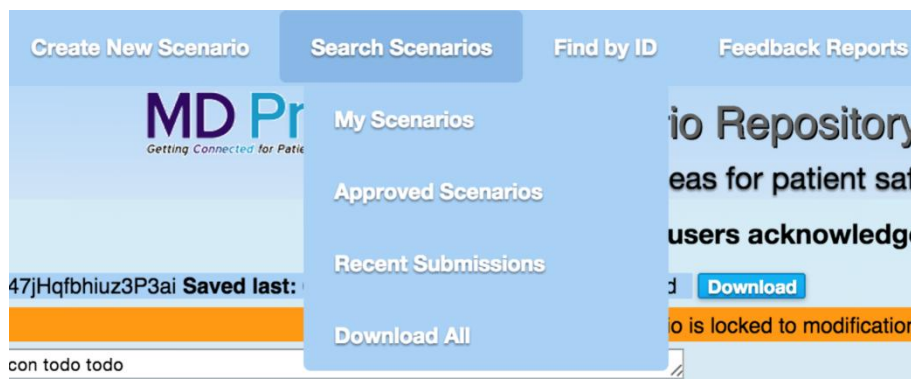 Create New Scenario Search Scenarios Find by ID Feedback Reports
MD Pr
Getting Connected for Patie
My Scenarios
io Repository
Approved Scenarios
eas for patient saf
users acknowledg
Recent Submissions
47jHqfbhiuz3P3ai Saved last: d Download
Download All
io is locked to modification
con todo todo